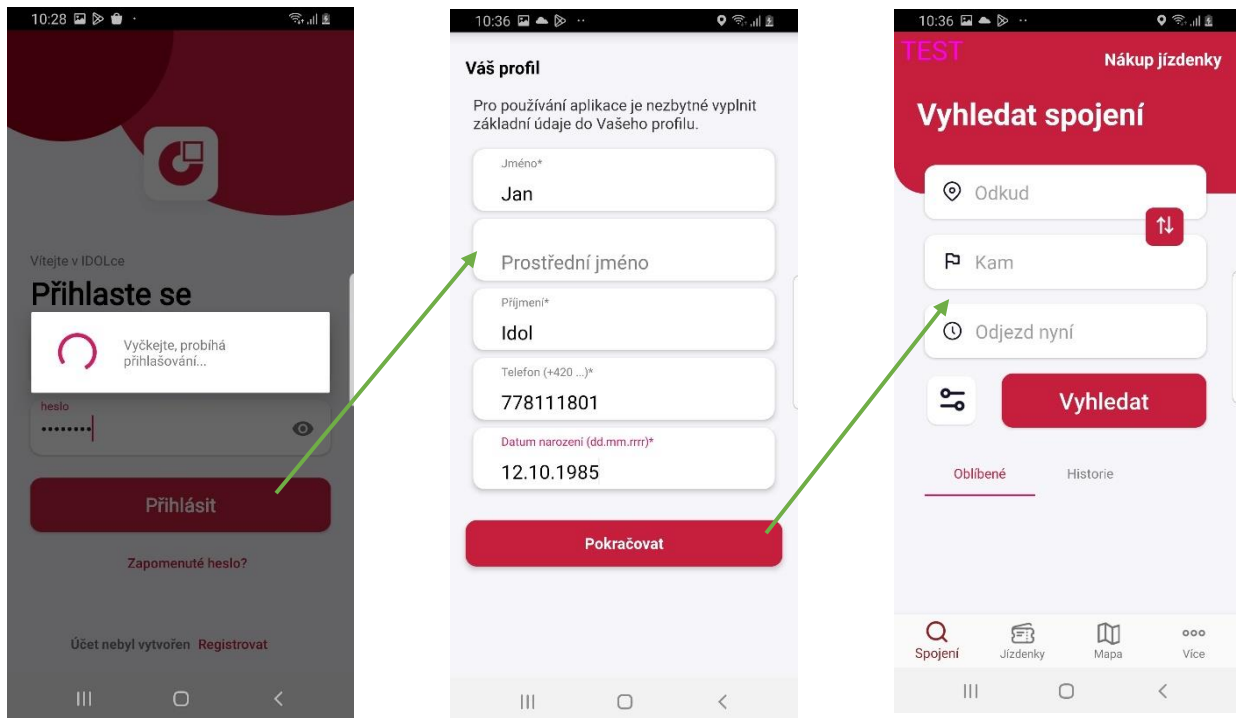 10:28
Vítejte v IDOLce
Přihlaste se
Vyčkejte, probíhá
přihlašování...
heslo
••••••••
Přihlásit
Zapomenuté heslo?
Účet nebyl vytvořen Registrovat
10:36
Váš profil
Pro používání aplikace je nezbytné vyplnit
základní údaje do Vašeho profilu.
Jméno*
Jan
Prostřední jméno
Příjmení*
Idol
Telefon (+420 ...)*
778111801
Datum narození (dd.mm.rrrr)*
12.10.1985
Pokračovat
10:36
TEST
Nákup jízdenky
Vyhledat spojení
Odkud
Kam
Odjezd nyní
Vyhledat
Oblíbené Historie
Spojení Jízdenky Mapa Více